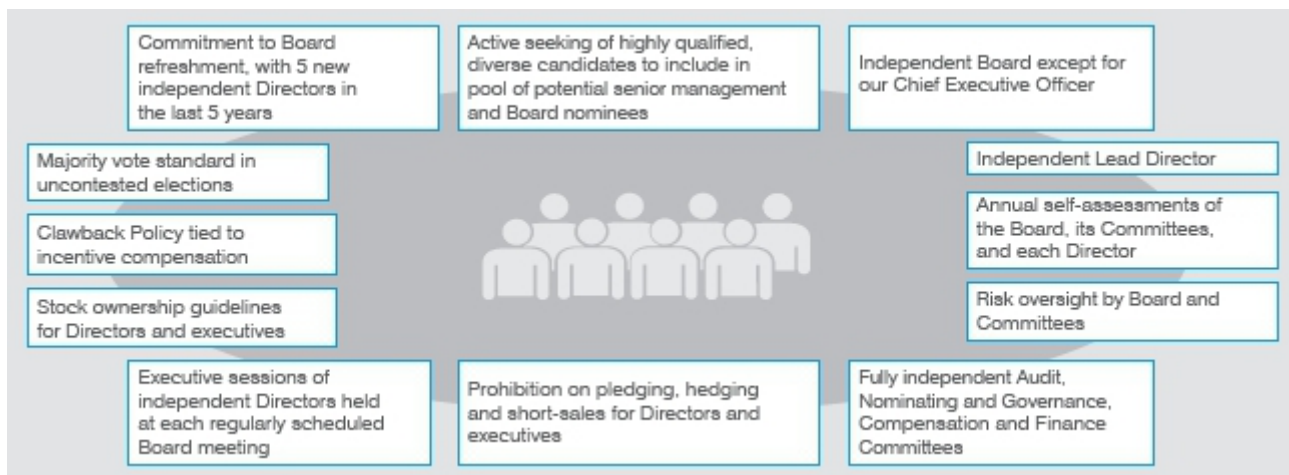 Commitment to Board
refreshment, with 5 new
independent Directors in
the last 5 years
Active seeking of highly qualified,
diverse candidates to include in
pool of potential senior management
and Board nominees
Independent Board except for
our Chief Executive Officer
Majority vote standard in
uncontested elections
Independent Lead Director
Clawback Policy tied to
incentive compensation
Annual self-assessments of
the Board, its Committees,
and each Director
Stock ownership guidelines
for Directors and executives
Risk oversight by Board and
Committees
Executive sessions of
independent Directors held
at each regularly scheduled
Board meeting
Prohibition on pledging, hedging
and short-sales for Directors and
executives
Fully independent Audit,
Nominating and Governance,
Compensation and Finance
Committees